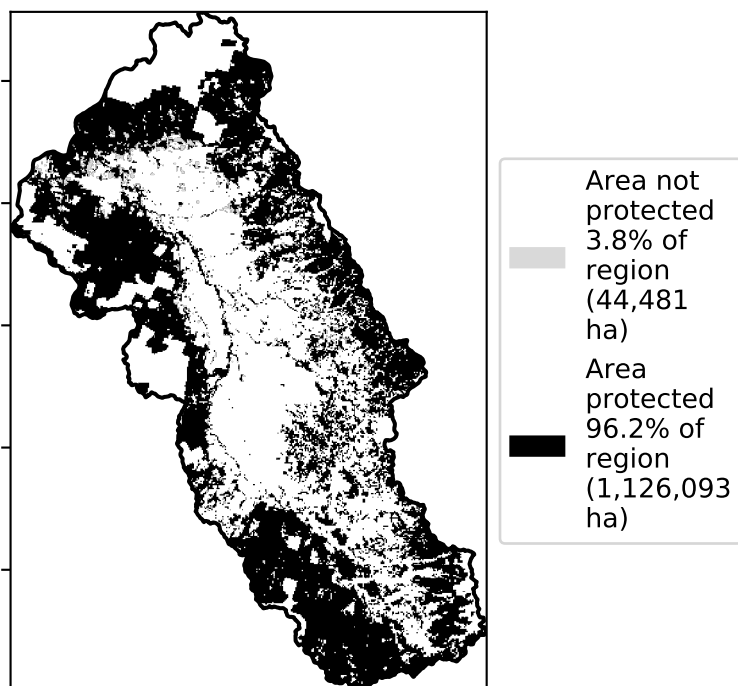 Area not
protected
3.8% of
region
(44,481
ha)
Area
protected
96.2% of
region
(1,126,093
ha)